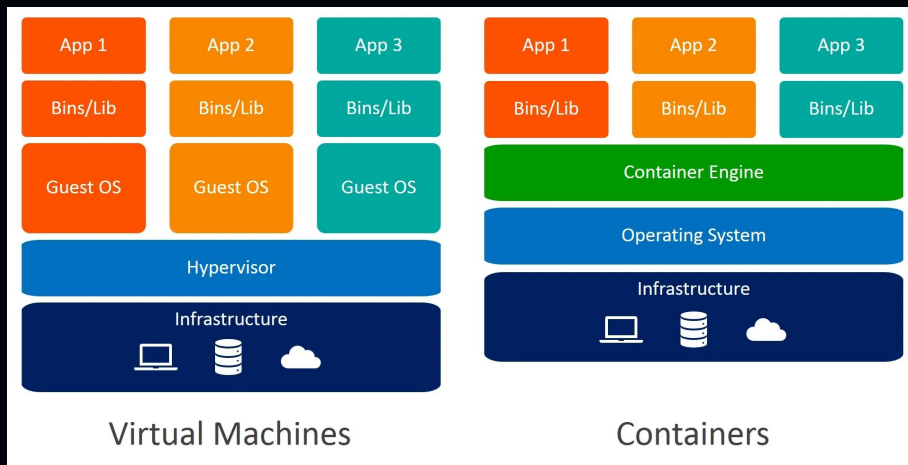 App 1
App 2
App 3
Bins/Lib
Bins/Lib
Bins/Lib
Guest OS
Guest OS
Guest OS
Hypervisor
Infrastructure
Virtual Machines
App 1
App 2
App 3
Bins/Lib
Bins/Lib
Bins/Lib
Container Engine
Operating System
Infrastructure
Containers